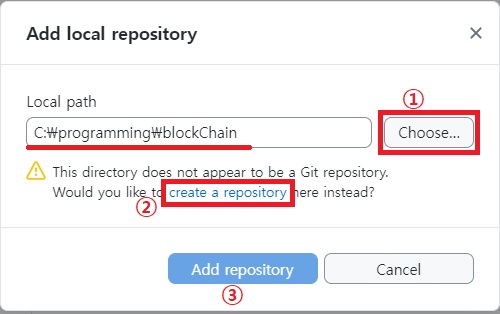 Add local repository
Local path
①
C:₩programming₩blockChain
Choose...
This directory does not appear to be a Git repository.
Would you like to create a repository here instead?
②
Add repository
Cancel
③